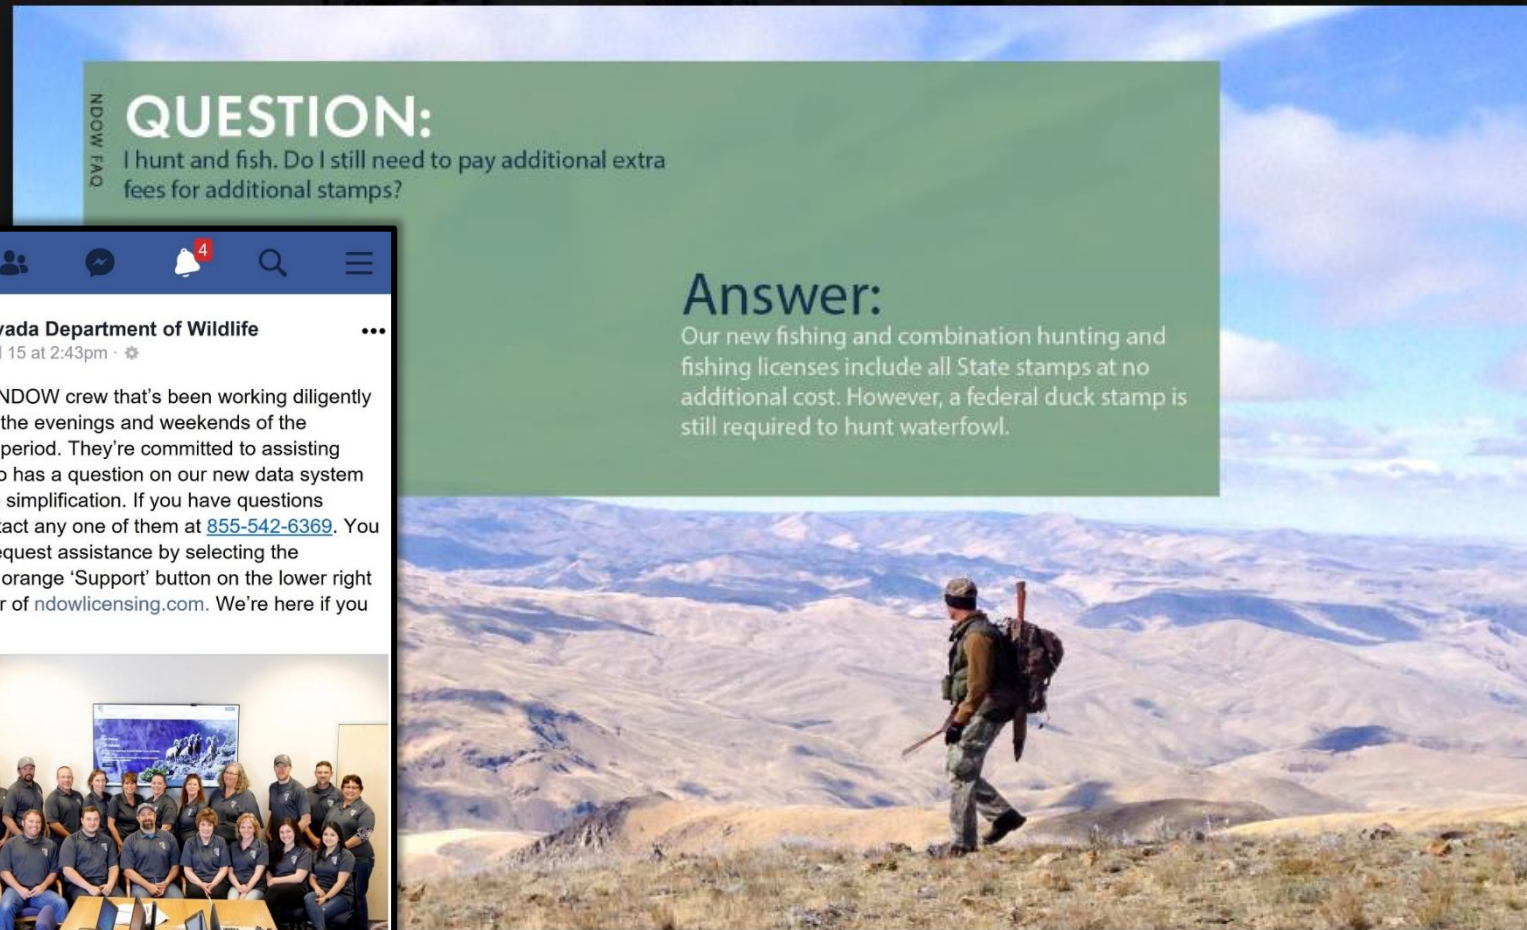 NDOW FAQ
QUESTION:
I hunt and fish. Do I still need to pay additional extra
fees for additional stamps?
Answer:
Our new fishing and combination hunting and
fishing licenses include all State stamps at no
additional cost. However, a federal duck stamp is
still required to hunt waterfowl.
4
vada Department of Wildlife
15 at 2:43pm
NDOW crew that's been working diligently
the evenings and weekends of the
period. They're committed to assisting
o has a question on our new data system
simplification. If you have questions
tact any one of them at 855-542-6369. You
equest assistance by selecting the
orange ‘Support’ button on the lower right
r of ndowlicensing.com. We're here if you